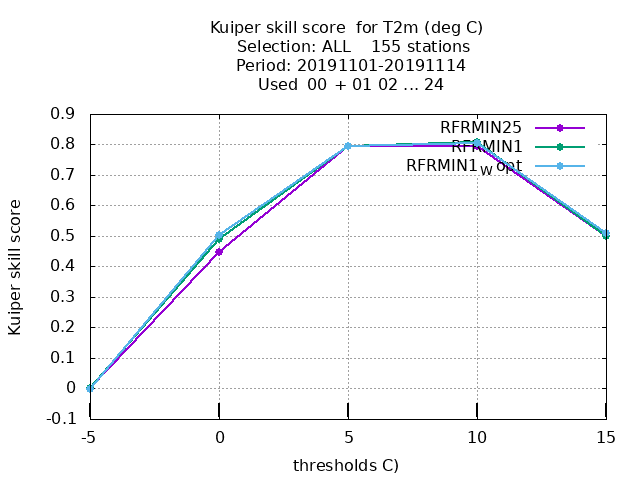 Kuiper skill score  for T2m (deg C)
Selection: ALL    155 stations
Period: 20191101-20191114
Used  00  + 01 02 ... 24
RFRMIN25
RFRMIN1
RFRMIN1W opt
0.9
0.8
0.7
0.6
0.5
0.4
0.3
0.2
0.1
0
-0.1
Kuiper skill score
-5 0 5 10 15
thresholds C)